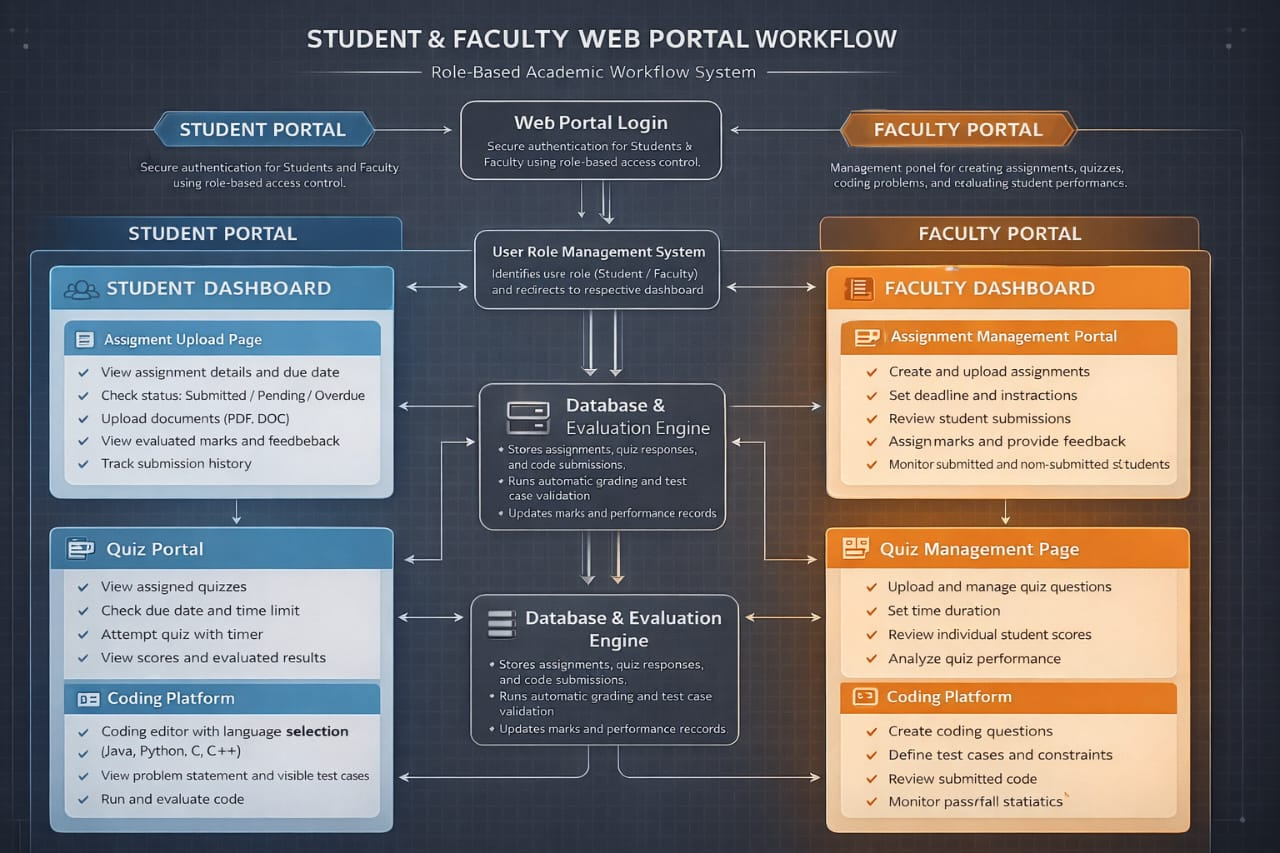 STUDENT & FACULTY WEB PORTAL WORKFLOW
Role-Based Academic Workflow System
STUDENT PORTAL
Secure authentication for Students and Faculty
using role-based access control.
Web Portal Login
Secure authentication for Students &
Faculty using role-based access control.
FACULTY PORTAL
Management ponel for creating assignments, quizzes,
coding problems, and evaluating student performance.
STUDENT PORTAL
STUDENT DASHBOARD
Assigment Upload Page
View assignment details and due date
Check status: Submitted / Pending / Overdue
Upload documents (PDF. DOC)
View evaluated marks and feedbeback
Track submission history
Quiz Portal
View assigned quizzes
Check due date and time limit
Attempt quiz with timer
View scores and evaluated results
Coding Platform
Coding editor with language selection
(Java, Python, C, C++)
View problem statement and visible test cases
Run and evaluate code
User Role Management System
Identifies usre role (Student / Faculty)
and redirects to respective dashboard
Database &
Evaluation Engine
• Stores assignments, quiz responses,
and code submissions.
• Runs automatic grading and test
case validation
• Updates marks and performance records
Database & Evaluation
Engine
• Stores assignments, quiz responses,
and code submissions.
• Runs automatic grading and test case
validation
• Updates marks and performance reccords
FACULTY PORTAL
FACULTY DASHBOARD
Assignment Management Portal
Create and upload assignments
Set deadline and instractions
Review student submissions
Assign marks and provide feedback
Monitor submitted and non-submitted st͏udents
Quiz Management Page
Upload and manage quiz questions
Set time duration
Review individual student scores
Analyze quiz performance
Coding Platform
Create coding questions
Define test cases and constraints
Review submitted code
Monitor pass/fall statiatics